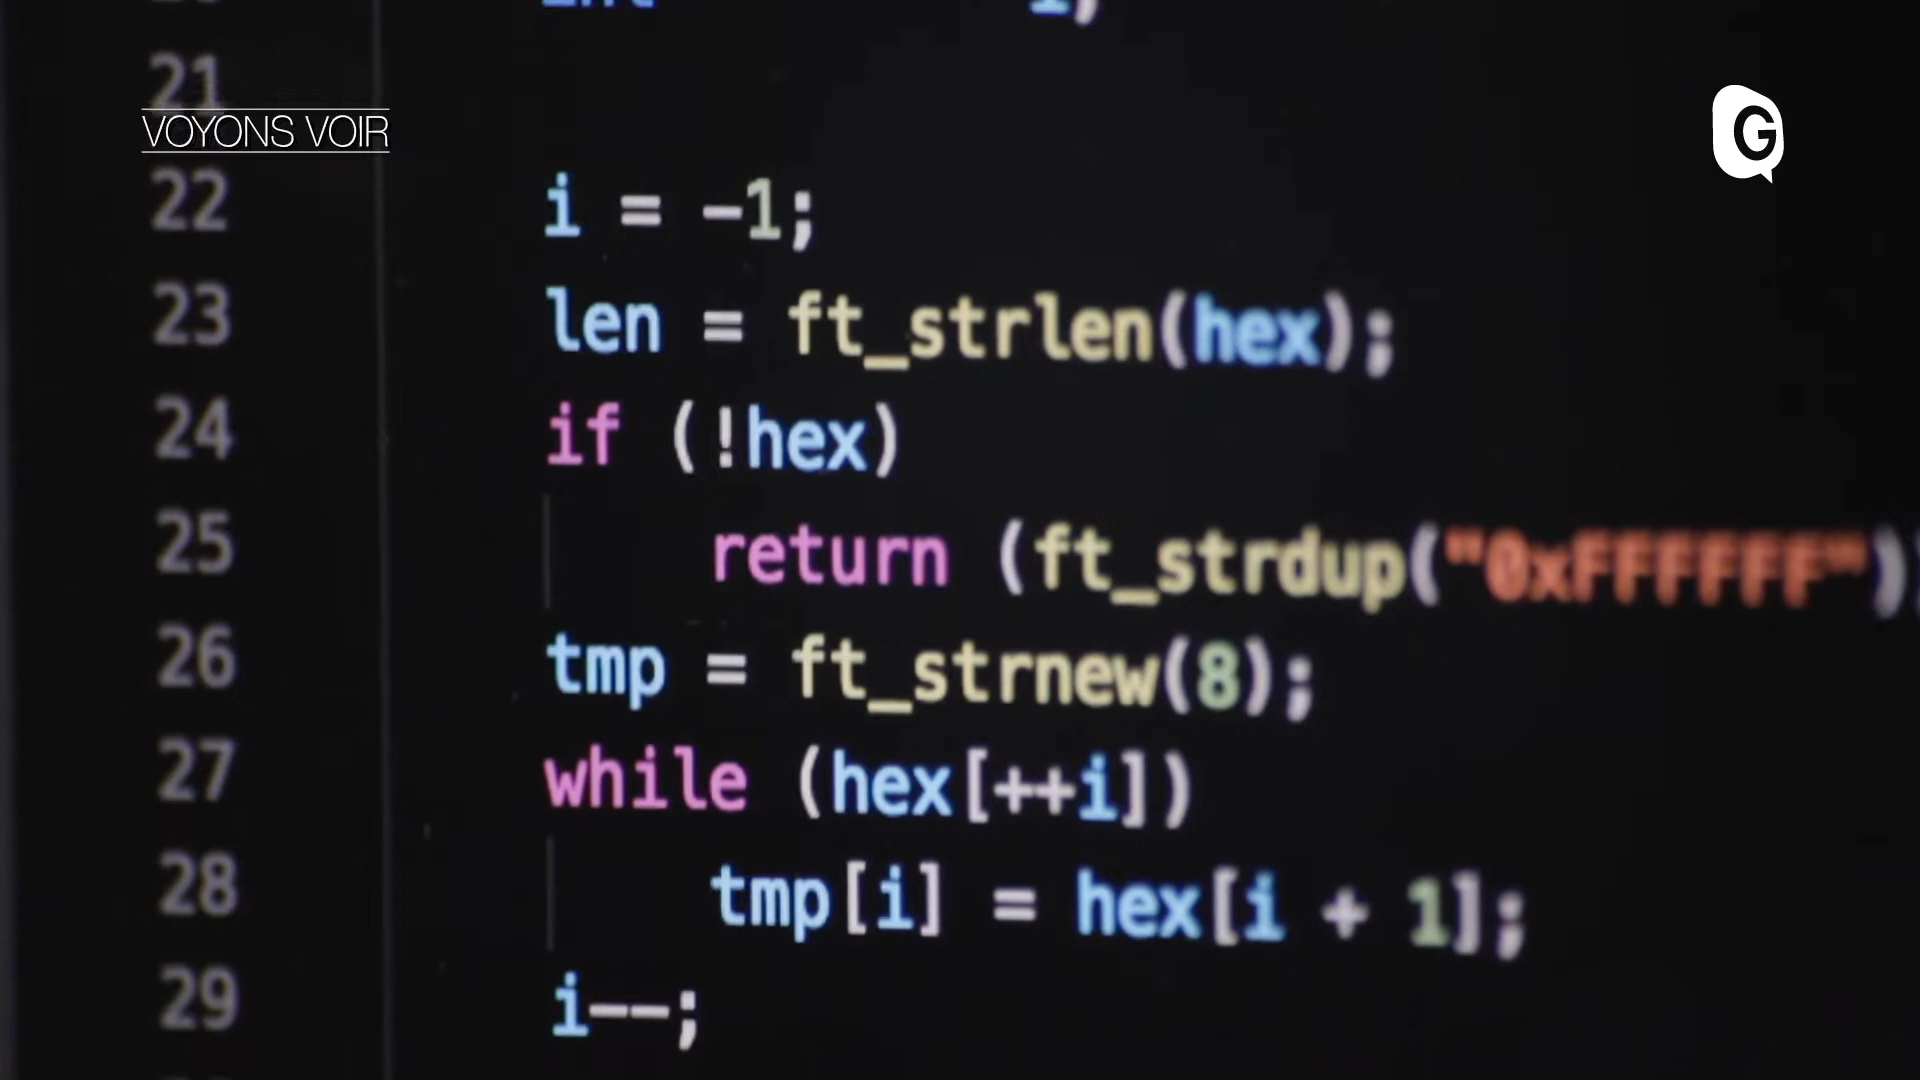 21
VOYONS VOIR
G
22 i = -1;
23 len = ft_strlen(hex);
24 if (!hex)
25 return (ft_strdup("0xFFFFFF")
26 tmp = ft_strnew(8);
27 while (hex[++i])
28 tmp[i] = hex[i + 1];
29 i--;